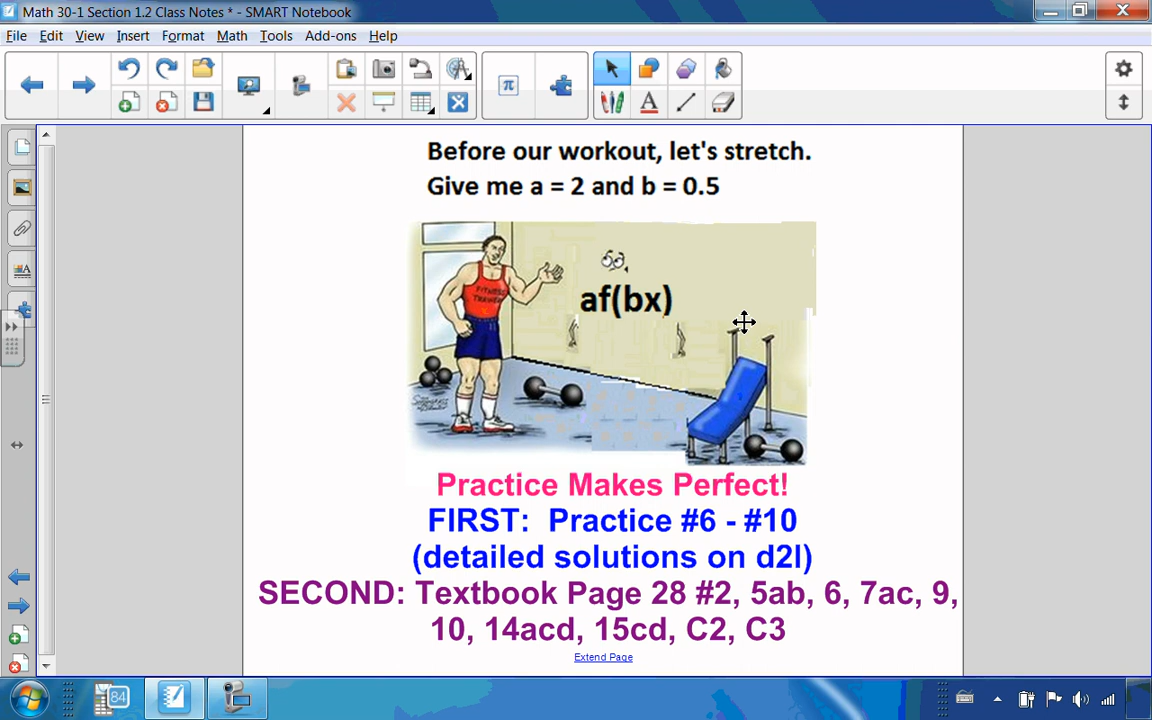 Math 30-1 Section 1.2 Class Notes * - SMART Notebook
File Edit View Insert Format Math Tools Add-ons Help
π
A
Before our workout, let's stretch.
Give me a = 2 and b = 0.5
FITNESS
TRAINER
af(bx)
Practice Makes Perfect!
FIRST: Practice #6 - #10
(detailed solutions on d2l)
SECOND: Textbook Page 28 #2, 5ab, 6, 7ac, 9,
10, 14acd, 15cd, C2, C3
Extend Page
84